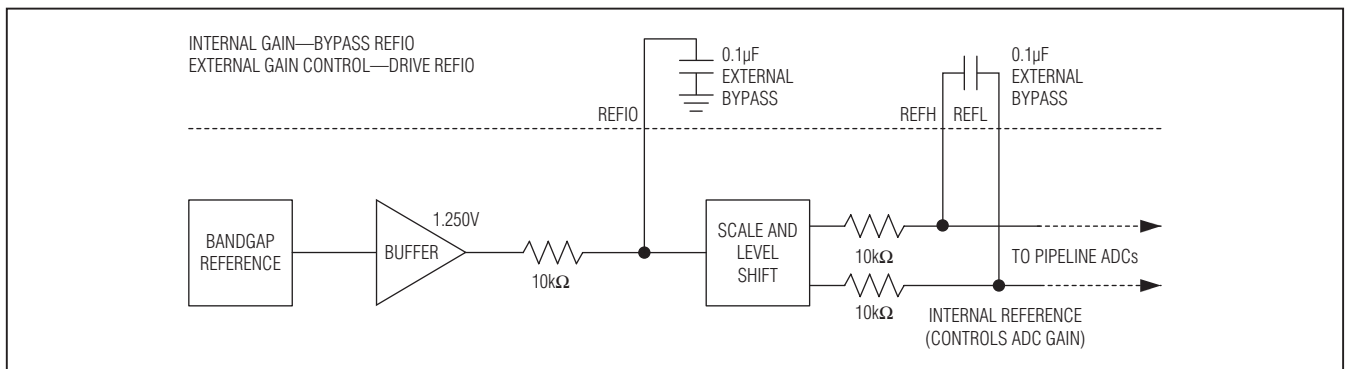 INTERNAL GAIN—BYPASS REFIO
EXTERNAL GAIN CONTROL—DRIVE REFIO
0.1µF
EXTERNAL
BYPASS
0.1µF
EXTERNAL
BYPASS
REFIO
REFH
REFL
BANDGAP
REFERENCE
BUFFER
1.250V
10kΩ
SCALE AND
LEVEL
SHIFT
10kΩ
10kΩ
TO PIPELINE ADCs
INTERNAL REFERENCE
(CONTROLS ADC GAIN)